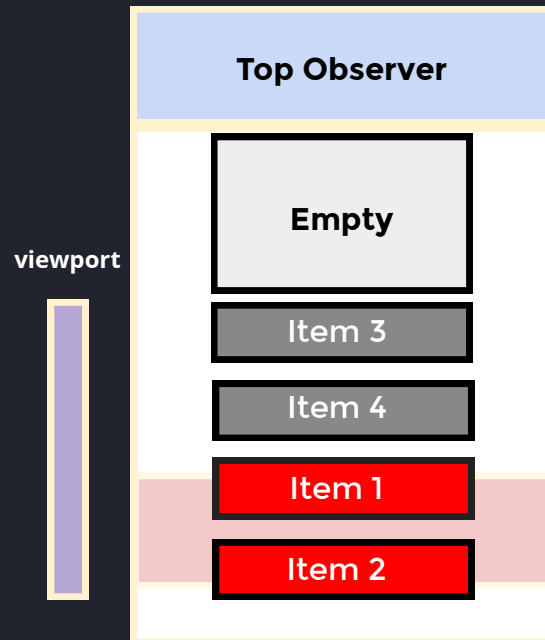 Top Observer
Empty
viewport
Item 3
Item 4
Item 1
Item 2